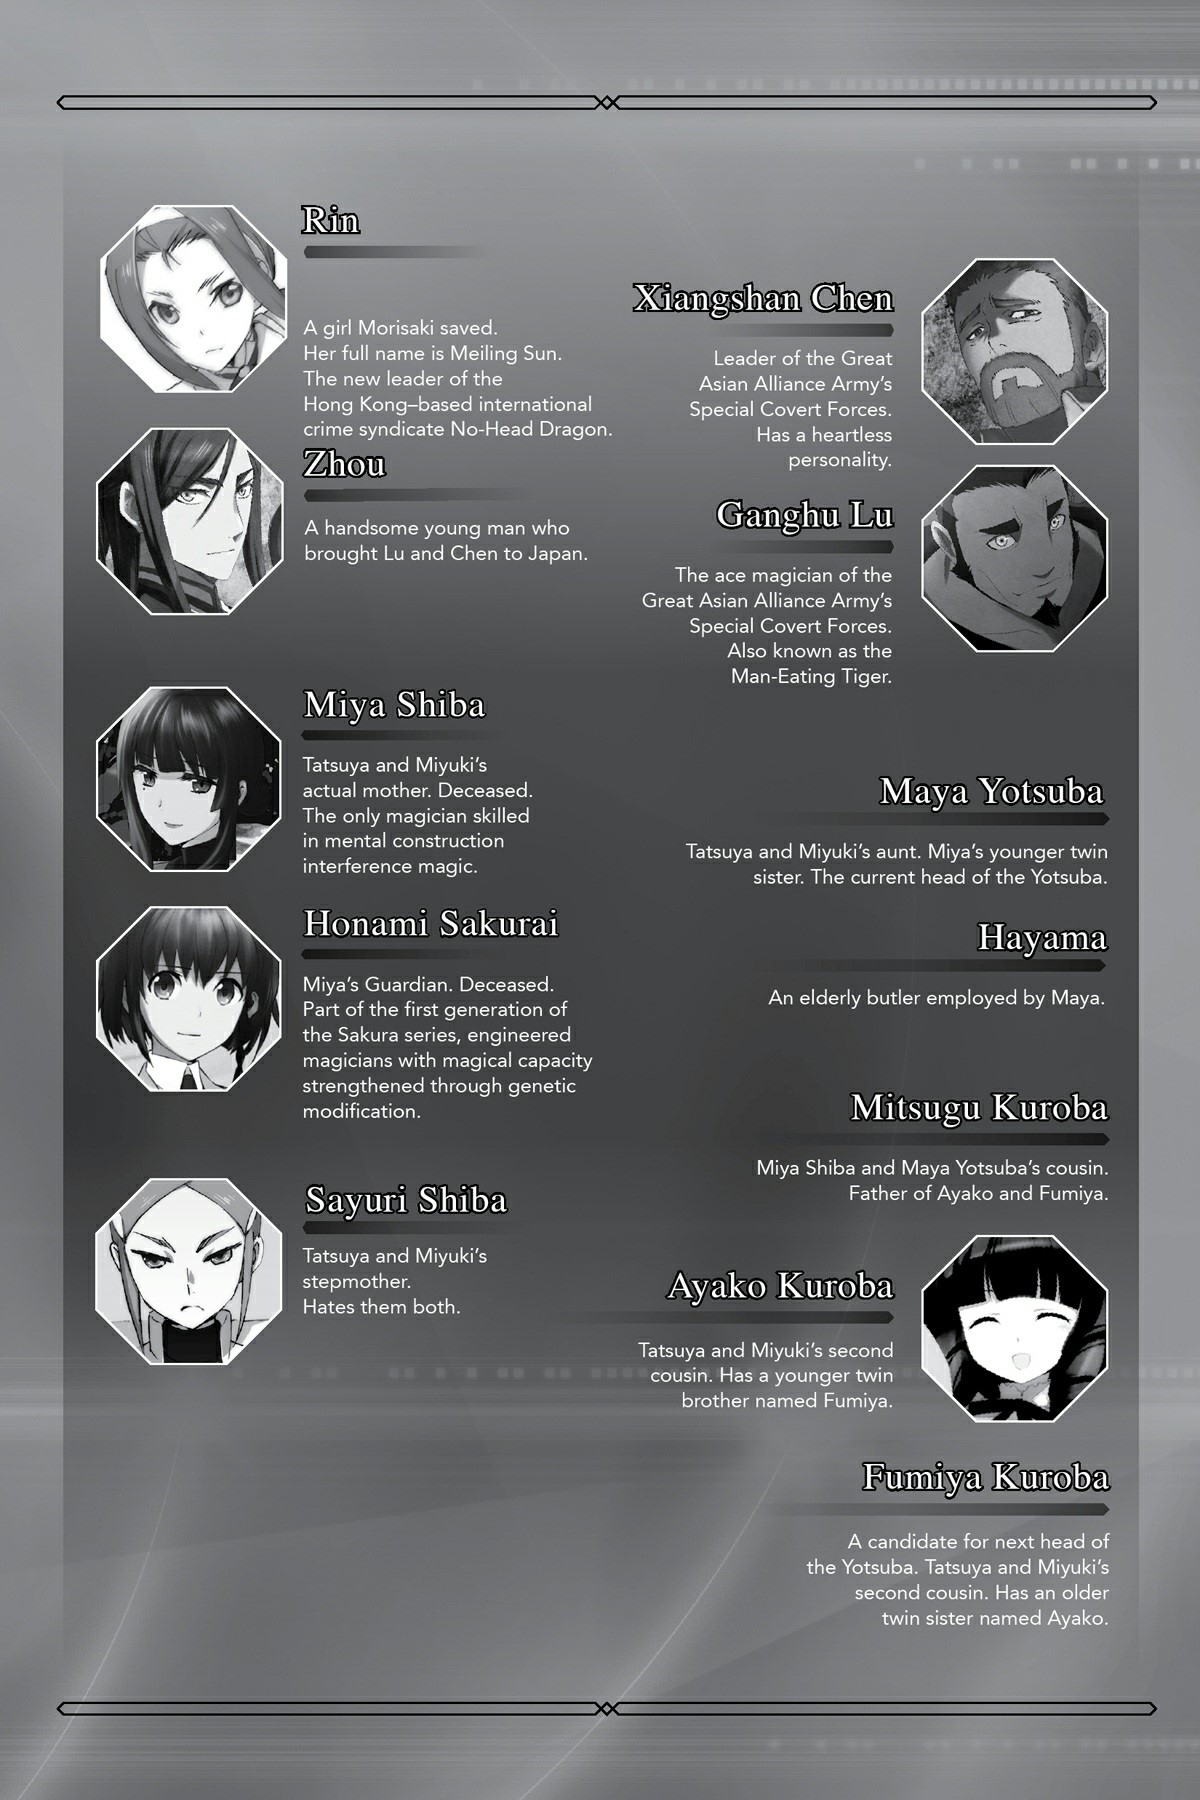 Rin
A girl Morisaki saved.
Her full name is Meiling Sun.
The new leader of the
Hong Kong–based international
crime syndicate No-Head Dragon.
Zhou
A handsome young man who
brought Lu and Chen to Japan.
Miya Shiba
Tatsuya and Miyuki’s
actual mother. Deceased.
The only magician skilled
in mental construction
interference magic.
Honami Sakurai
Miya’s Guardian. Deceased.
Part of the first generation of
the Sakura series, engineered
magicians with magical capacity
strengthened through genetic
modification.
Sayuri Shiba
Tatsuya and Miyuki’s
stepmother.
Hates them both.
Xiangshan Chen
Leader of the Great
Asian Alliance Army’s
Special Covert Forces.
Has a heartless
personality.
Ganghu Lu
The ace magician of the
Great Asian Alliance Army’s
Special Covert Forces.
Also known as the
Man-Eating Tiger.
Maya Yotsuba
Tatsuya and Miyuki’s aunt. Miya’s younger twin
sister. The current head of the Yotsuba.
Hayama
An elderly butler employed by Maya.
Mitsugu Kuroba
Miya Shiba and Maya Yotsuba’s cousin.
Father of Ayako and Fumiya.
Ayako Kuroba
Tatsuya and Miyuki’s second
cousin. Has a younger twin
brother named Fumiya.
Fumiya Kuroba
A candidate for next head of
the Yotsuba. Tatsuya and Miyuki’s
second cousin. Has an older
twin sister named Ayako.